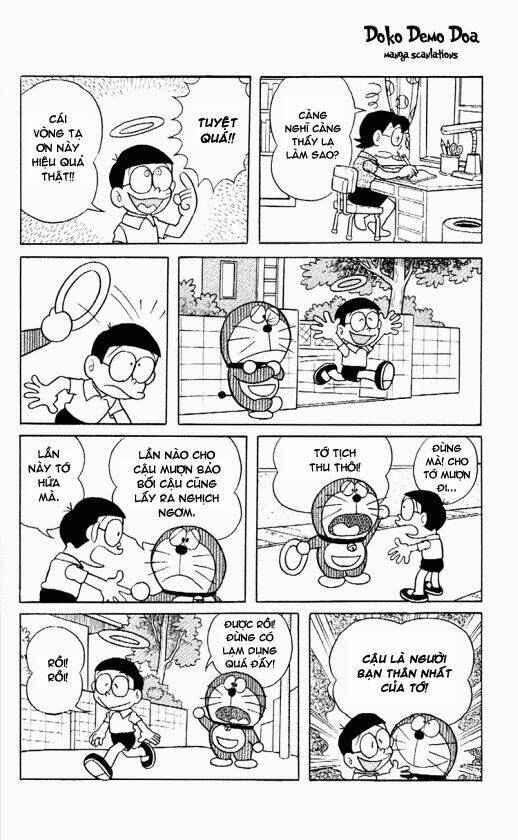 Doko Demo Doa
manga scanlations
CÀNG
NGHĨ CÀNG
THẤY LẠ
LÀM SAO?
TUYỆT
QUÁ!!
CÁI
VÒNG TẠ
ƠN NÀY
HIỆU QUẢ
THẬT!!
ĐỪNG
MÀ! CHO
TỚ MƯỢN
ĐI...
TỚ TỊCH
THU THÔI!
LẦN NÀO CHO
CẬU MƯỢN BẢO
BỐI CẬU CŨNG
LẤY RA NGHỊCH
NGỢM.
LẦN
NÀY TỚ
HỨA
MÀ.
CẬU LÀ NGƯỜI
BẠN THÂN NHẤT
CỦA TỚ!
ĐƯỢC RỒI!
ĐỪNG CÓ
LẠM DỤNG
QUÁ ĐẤY!
RỒI!
RỒI!